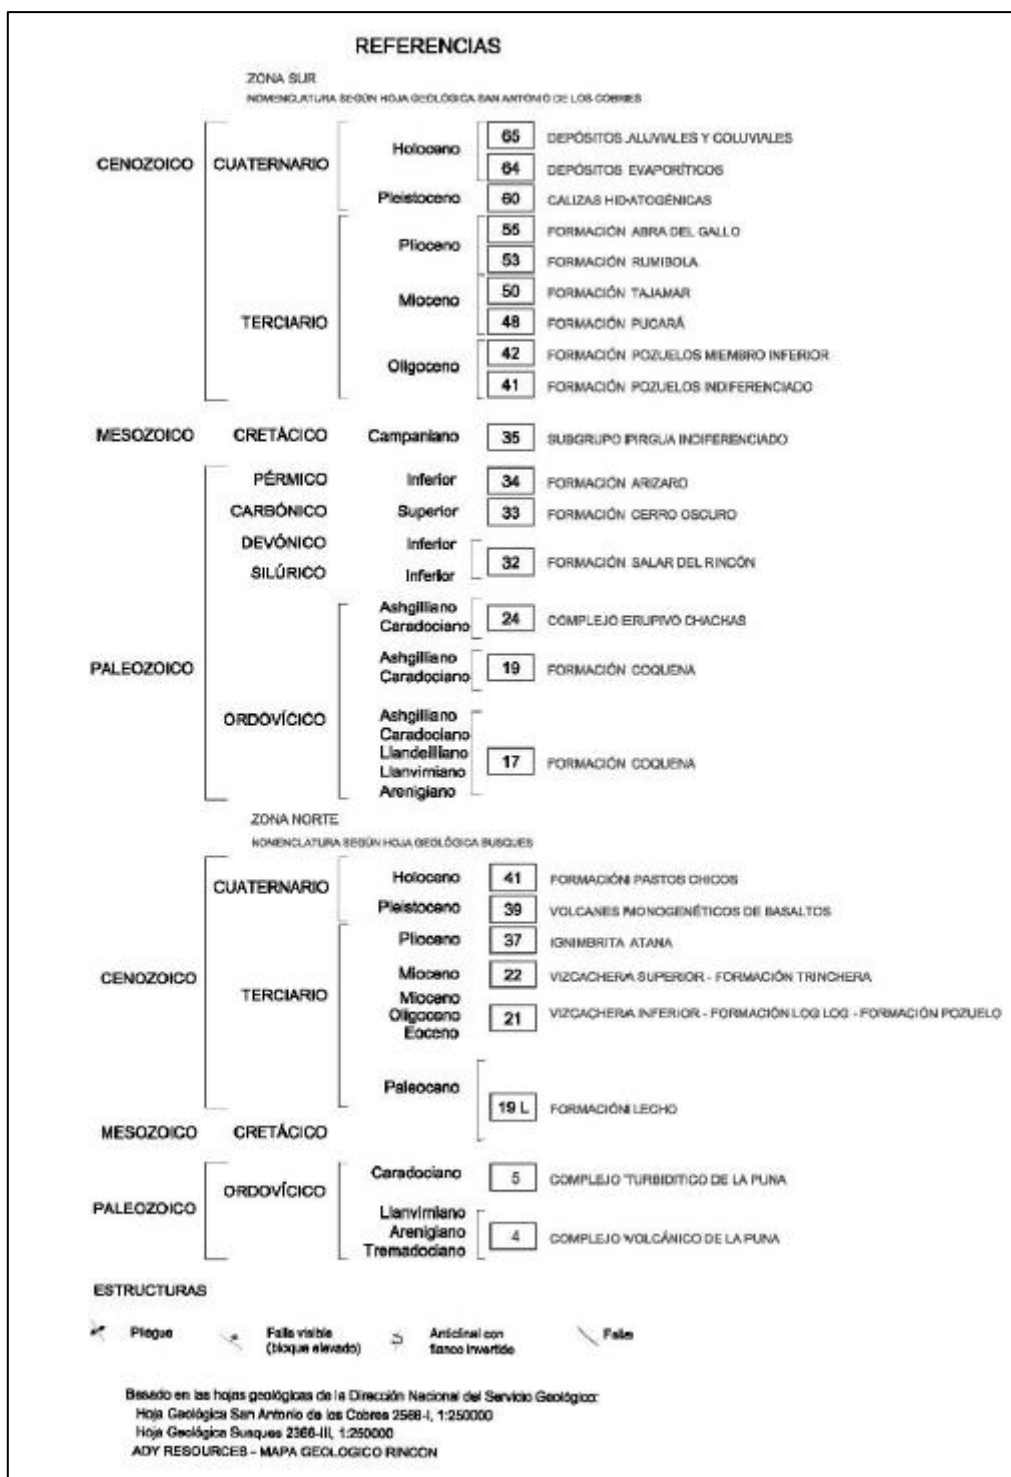 REFERENCIAS
ZONA SUR
NOMENCLATURA SEGÚN HOJA GEOLÓGICA SAN ANTONIO DE LOS COBRES
CENOZOICO CUATERNARIO Holoceno 65 DEPÓSITOS ALUVIALES Y COLUVIALES
64 DEPÓSITOS EVAPORÍTICOS
Pleistoceno 60 CALIZAS HIDATOGÉNICAS
TERCIARIO Plioceno 55 FORMACIÓN ABRA DEL GALLO
53 FORMACIÓN RUMIBOLA
Mioceno 50 FORMACIÓN TAJAMAR
48 FORMACIÓN PUCARÁ
Oligoceno 42 FORMACIÓN POZUELOS MIEMBRO INFERIOR
41 FORMACIÓN POZUELOS INDIFERENCIADO
MESOZOICO CRETÁCICO Campaniano 35 SUBGRUPO PIRGUA INDIFERENCIADO
PALEOZOICO PÉRMICO Inferior 34 FORMACIÓN ARIZARO
CARBÓNICO Superior 33 FORMACIÓN CERRO OSCURO
DEVÓNICO Inferior
32 FORMACIÓN SALAR DEL RINCÓN
SILÚRICO Inferior
ORDOVÍCICO Ashgilliano
Caradociano 24 COMPLEJO ERUPIVO CHACHAS
Ashgilliano
Caradociano 19 FORMACIÓN COQUENA
Ashgilliano
Caradociano
Llandeilliano
17 FORMACIÓN COQUENA
Llanvirniano
Arenigiano
ZONA NORTE
NOMENCLATURA SEGÚN HOJA GEOLÓGICA SUSQUES
CENOZOICO CUATERNARIO Holoceno 41 FORMACIÓN PASTOS CHICOS
Pleistoceno 39 VOLCANES MONOGENÉTICOS DE BASALTOS
TERCIARIO Plioceno 37 IGNIMBRITA ATANA
Mioceno 22 VIZCACHERA SUPERIOR - FORMACIÓN TRINCHERA
Mioceno
Oligoceno 21 VIZCACHERA INFERIOR - FORMACIÓN LOG LOG - FORMACIÓN POZUELO
Eoceno
Paleoceno
19 L FORMACIÓN LECHO
MESOZOICO CRETÁCICO
PALEOZOICO ORDOVÍCICO Caradociano 5 COMPLEJO TURBIDITICO DE LA PUNA
Llanvirniano
Arenigiano 4 COMPLEJO VOLCÁNICO DE LA PUNA
Tremadociano
ESTRUCTURAS
Pliegue Falla visible (bloque elevado) Anticlinal con flanco invertido Falla
Basado en las hojas geológicas de la Dirección Nacional del Servicio Geológico:
Hoja Geológica San Antonio de los Cobres 2566-I, 1:250000
Hoja Geológica Susques 2366-III, 1:250000
ADY RESOURCES - MAPA GEOLOGICO RINCON